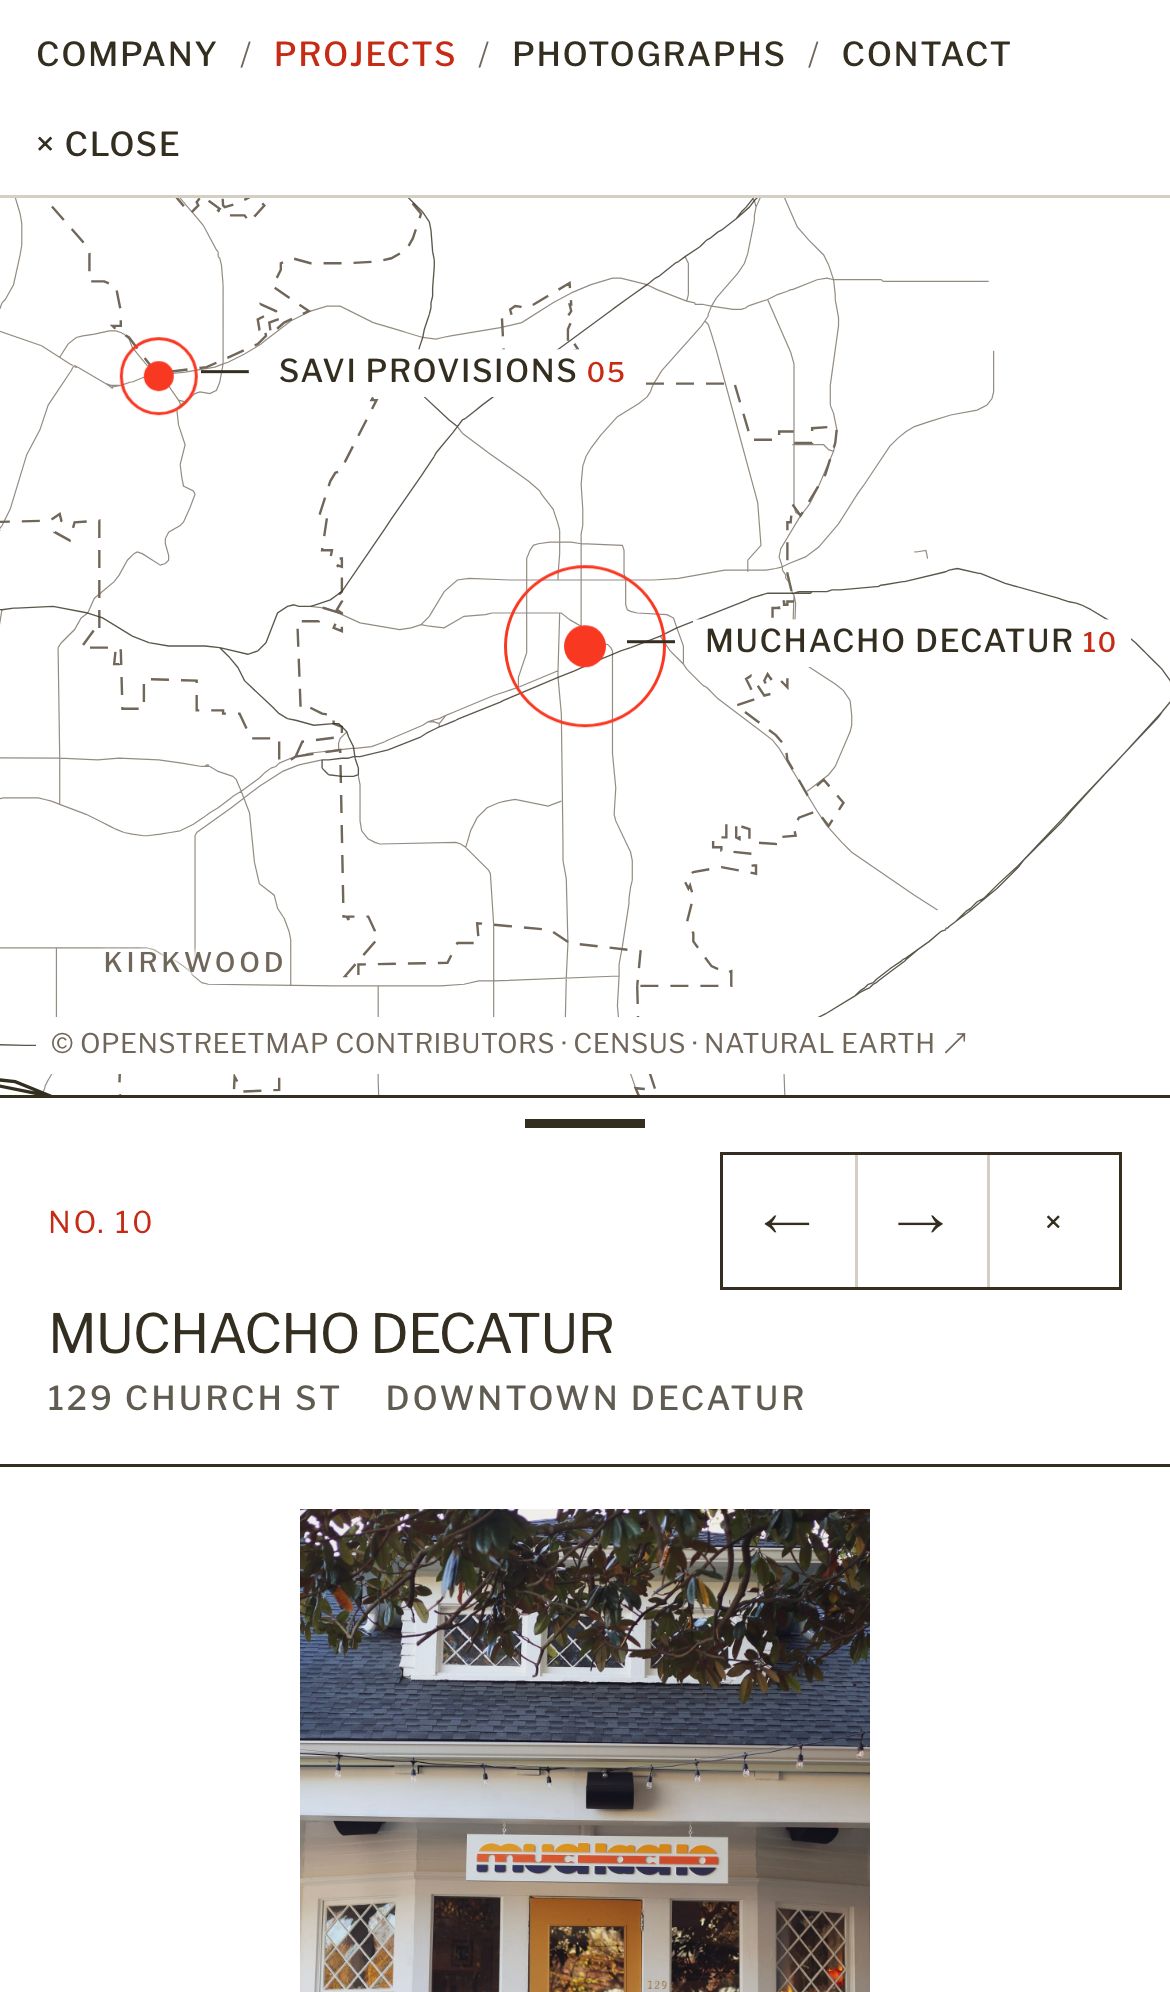 COMPANY / PROJECTS / PHOTOGRAPHS / CONTACT
× CLOSE
SAVI PROVISIONS 05
MUCHACHO DECATUR 10
KIRKWOOD
© OPENSTREETMAP CONTRIBUTORS · CENSUS · NATURAL EARTH ↗
NO. 10
← → ×
MUCHACHO DECATUR
129 CHURCH ST DOWNTOWN DECATUR
muchacho
129